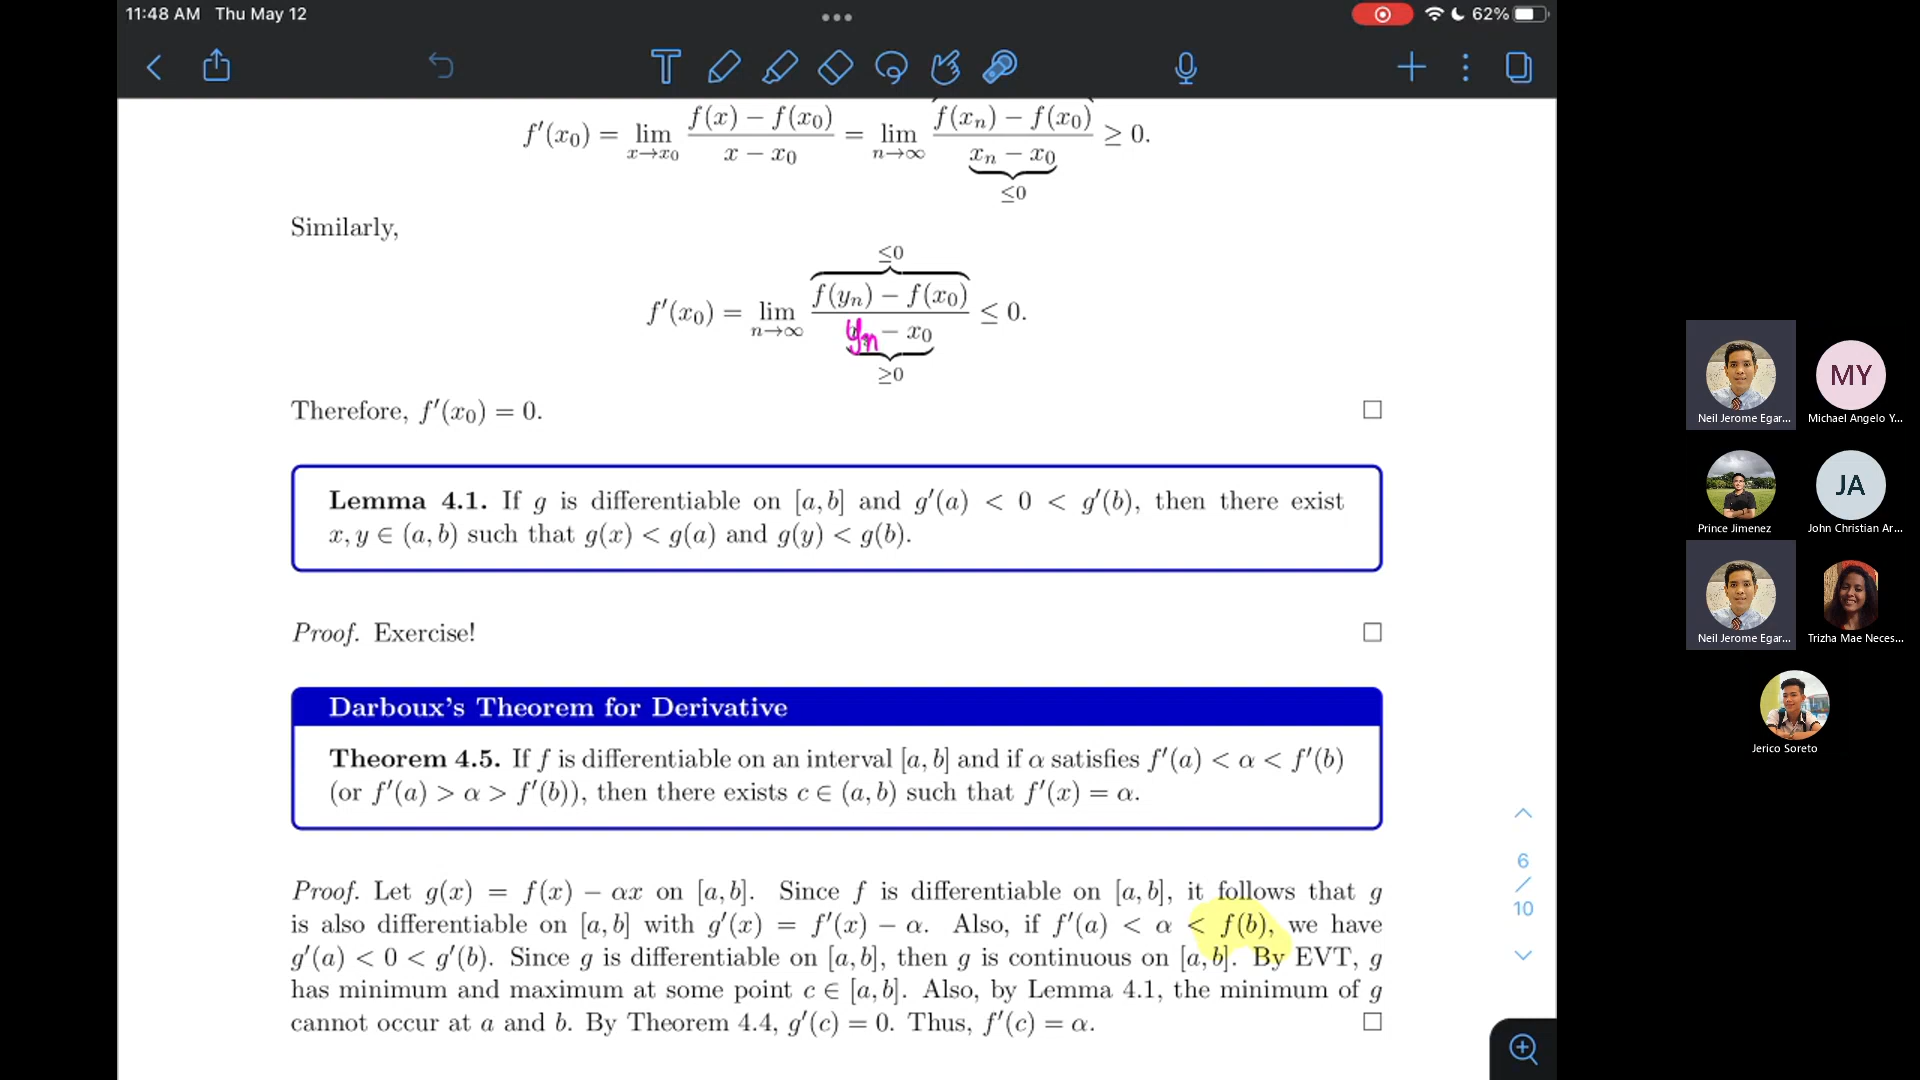 11:48 AM Thu May 12
62%
f′(x₀) = lim x→x₀ f(x) − f(x₀) / x − x₀ = lim n→∞ f(xₙ) − f(x₀) / xₙ − x₀ ≥ 0.
≤0
Similarly,
≤0
f′(x₀) = lim n→∞ f(yₙ) − f(x₀) / yₙ − x₀ ≤ 0.
≥0
Therefore, f′(x₀) = 0. □
Lemma 4.1. If g is differentiable on [a, b] and g′(a) < 0 < g′(b), then there exist
x, y ∈ (a, b) such that g(x) < g(a) and g(y) < g(b).
Proof. Exercise! □
Darboux's Theorem for Derivative
Theorem 4.5. If f is differentiable on an interval [a, b] and if α satisfies f′(a) < α < f′(b)
(or f′(a) > α > f′(b)), then there exists c ∈ (a, b) such that f′(x) = α.
Proof. Let g(x) = f(x) − αx on [a, b]. Since f is differentiable on [a, b], it follows that g
is also differentiable on [a, b] with g′(x) = f′(x) − α. Also, if f′(a) < α < f(b), we have
g′(a) < 0 < g′(b). Since g is differentiable on [a, b], then g is continuous on [a, b]. By EVT, g
has minimum and maximum at some point c ∈ [a, b]. Also, by Lemma 4.1, the minimum of g
cannot occur at a and b. By Theorem 4.4, g′(c) = 0. Thus, f′(c) = α. □
6
/
10
MY
Neil Jerome Egar... Michael Angelo Y...
JA
Prince Jimenez John Christian Ar...
Neil Jerome Egar... Trizha Mae Neces...
Jerico Soreto